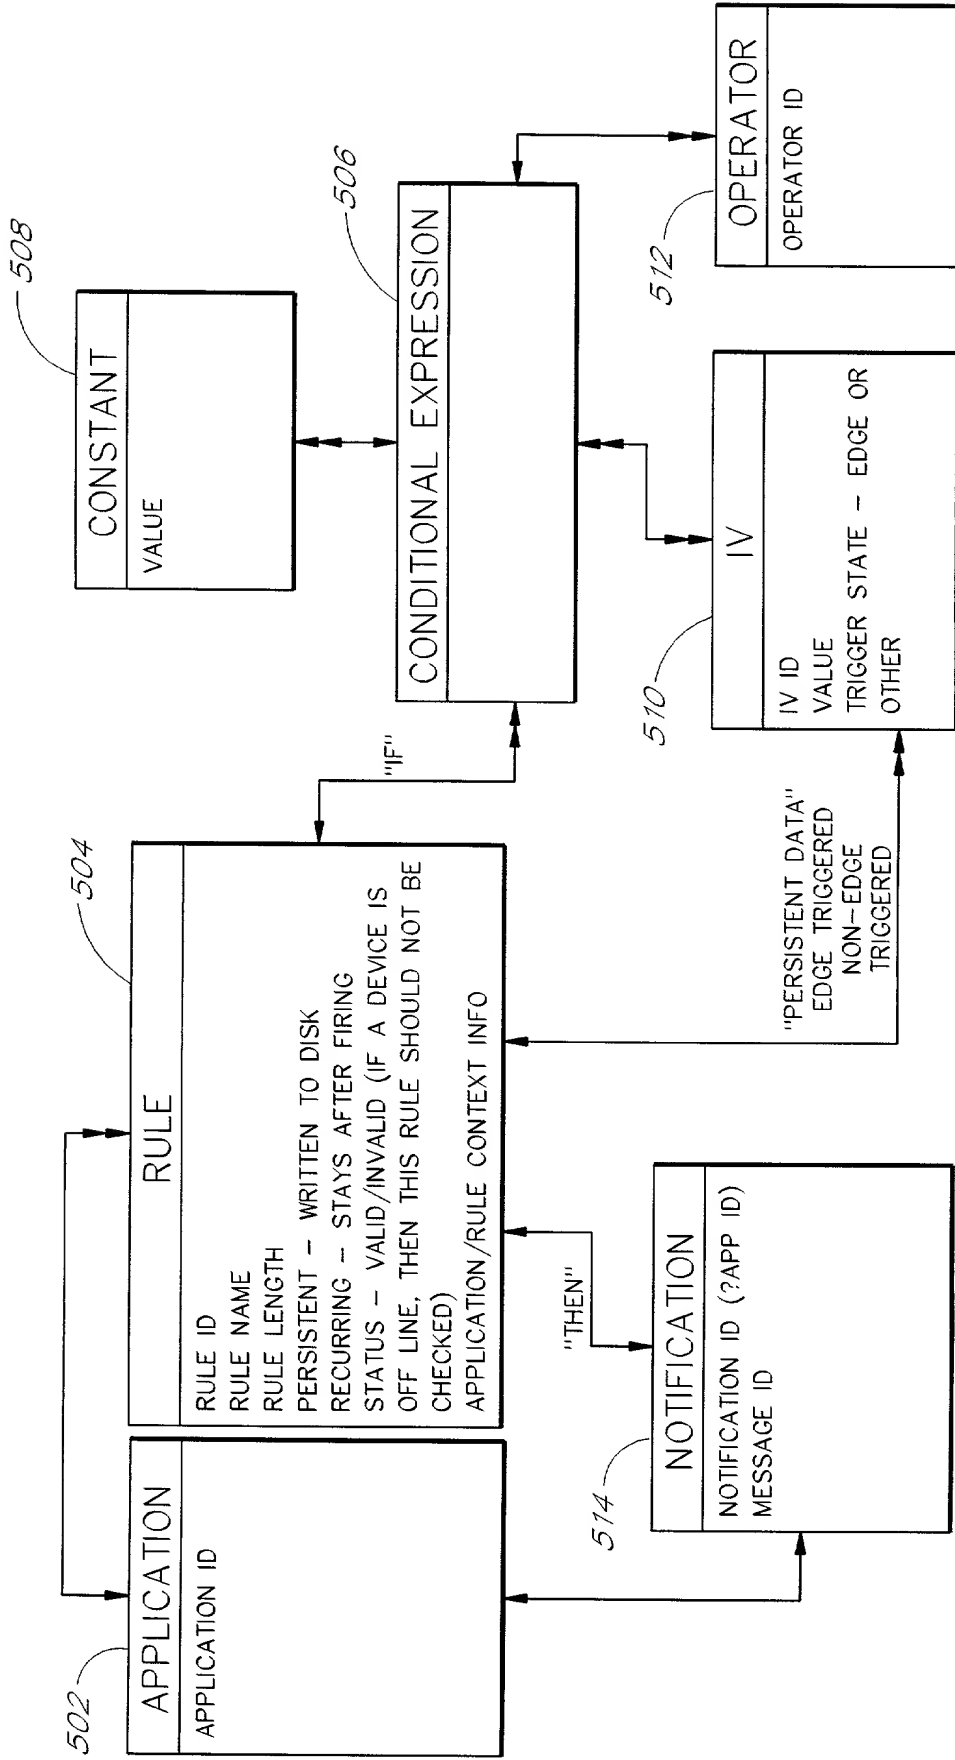 502
APPLICATION
APPLICATION ID
504
RULE
RULE ID
RULE NAME
RULE LENGTH
PERSISTENT – WRITTEN TO DISK
RECURRING – STAYS AFTER FIRING
STATUS – VALID/INVALID (IF A DEVICE IS
OFF LINE, THEN THIS RULE SHOULD NOT BE
CHECKED)
APPLICATION/RULE CONTEXT INFO
508
CONSTANT
VALUE
"IF"
506
CONDITIONAL EXPRESSION
514
NOTIFICATION
NOTIFICATION ID (?APP ID)
MESSAGE ID
"THEN"
"PERSISTENT DATA"
EDGE TRIGGERED
NON–EDGE
TRIGGERED
510
IV
IV ID
VALUE
TRIGGER STATE – EDGE OR
OTHER
512
OPERATOR
OPERATOR ID